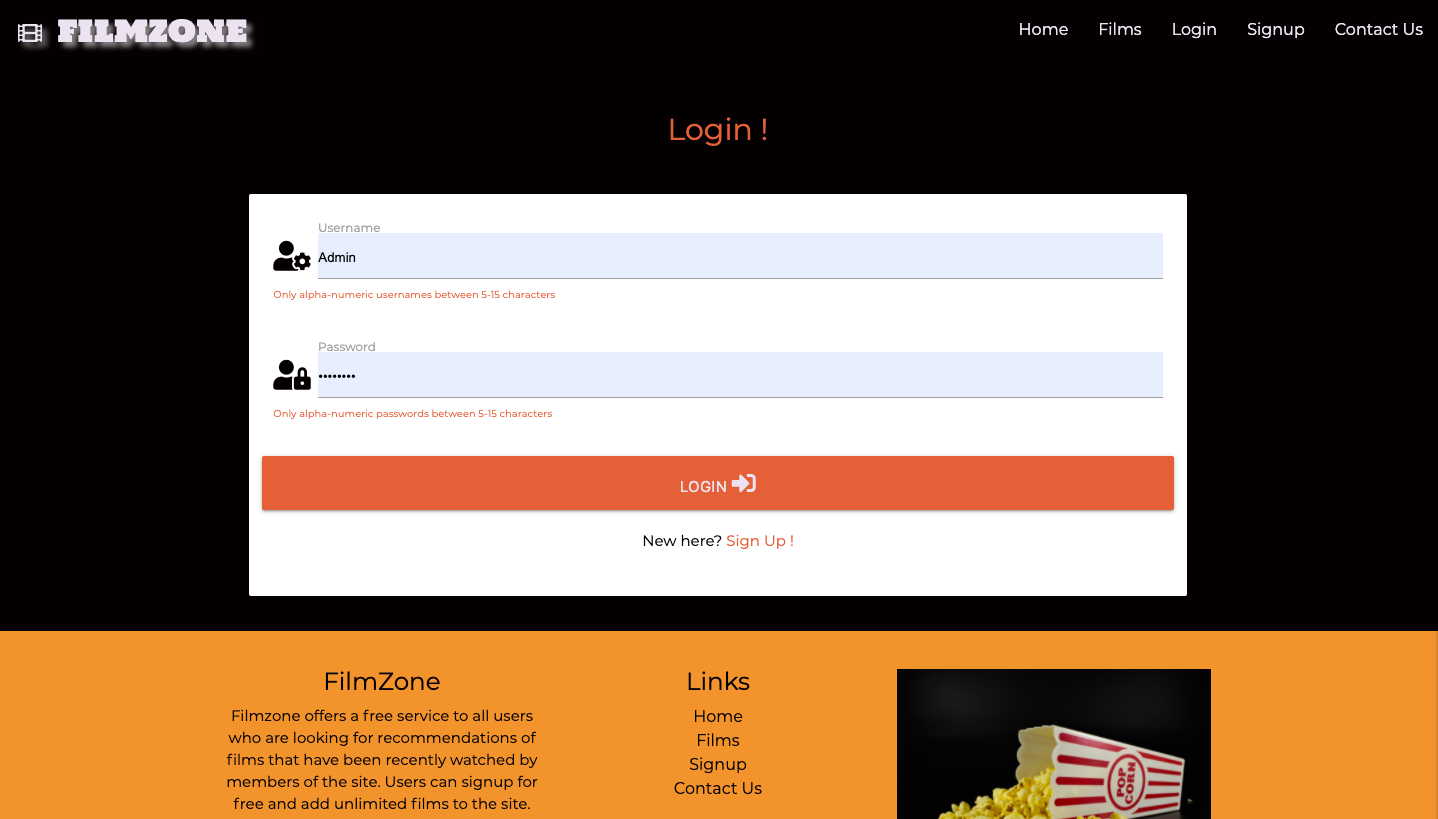 FILMZONE
Home Films Login Signup Contact Us
Login !
Username
Admin
Only alpha-numeric usernames between 5-15 characters
Password
••••••••
Only alpha-numeric passwords between 5-15 characters
LOGIN
New here? Sign Up !
FilmZone
Filmzone offers a free service to all users
who are looking for recommendations of
films that have been recently watched by
members of the site. Users can signup for
free and add unlimited films to the site.
Links
Home
Films
Signup
Contact Us
POP
CORN